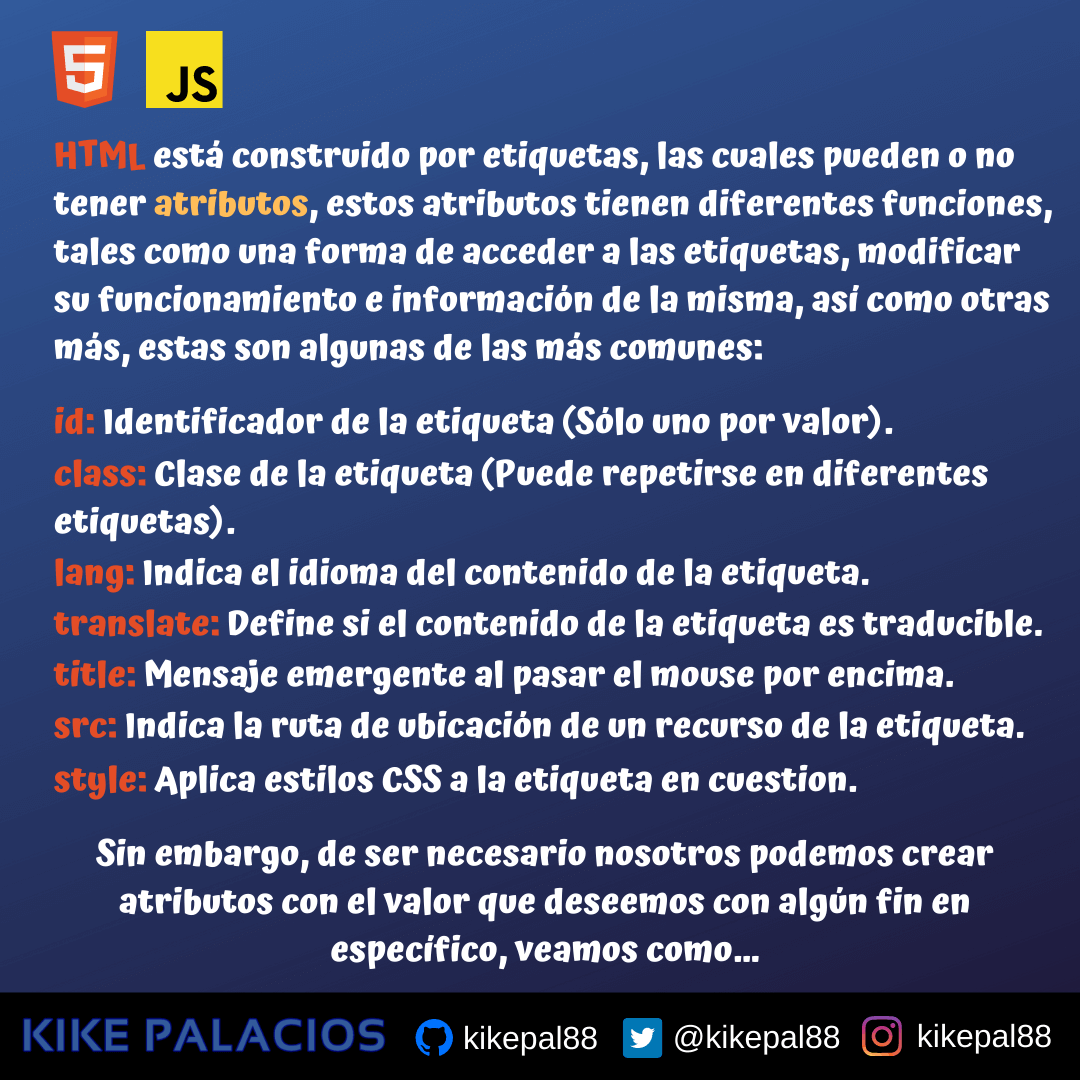 5
JS
HTML está construido por etiquetas, las cuales pueden o no
tener atributos, estos atributos tienen diferentes funciones,
tales como una forma de acceder a las etiquetas, modificar
su funcionamiento e información de la misma, así como otras
más, estas son algunas de las más comunes:
id: Identificador de la etiqueta (Sólo uno por valor).
class: Clase de la etiqueta (Puede repetirse en diferentes
etiquetas).
lang: Indica el idioma del contenido de la etiqueta.
translate: Define si el contenido de la etiqueta es traducible.
title: Mensaje emergente al pasar el mouse por encima.
src: Indica la ruta de ubicación de un recurso de la etiqueta.
style: Aplica estilos CSS a la etiqueta en cuestion.
Sin embargo, de ser necesario nosotros podemos crear
atributos con el valor que deseemos con algún fin en
específico, veamos como...
KIKE PALACIOS kikepal88 @kikepal88 kikepal88